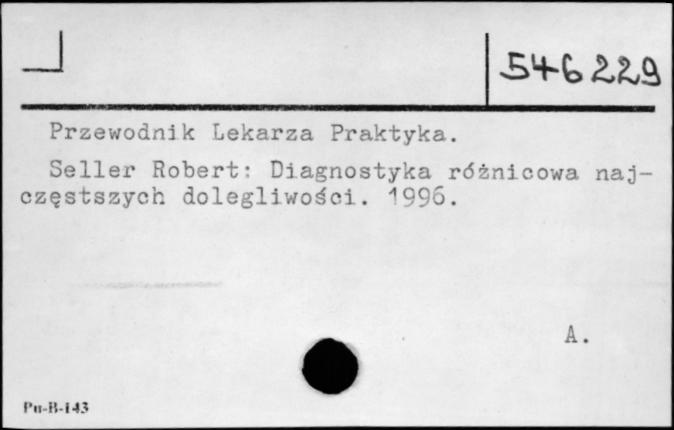 546229
Przewodnik Lekarza Praktyka.
Seller Robert: Diagnostyka różnicowa naj-
częstszych dolegliwości. 1996.
A.
Pu-B-143